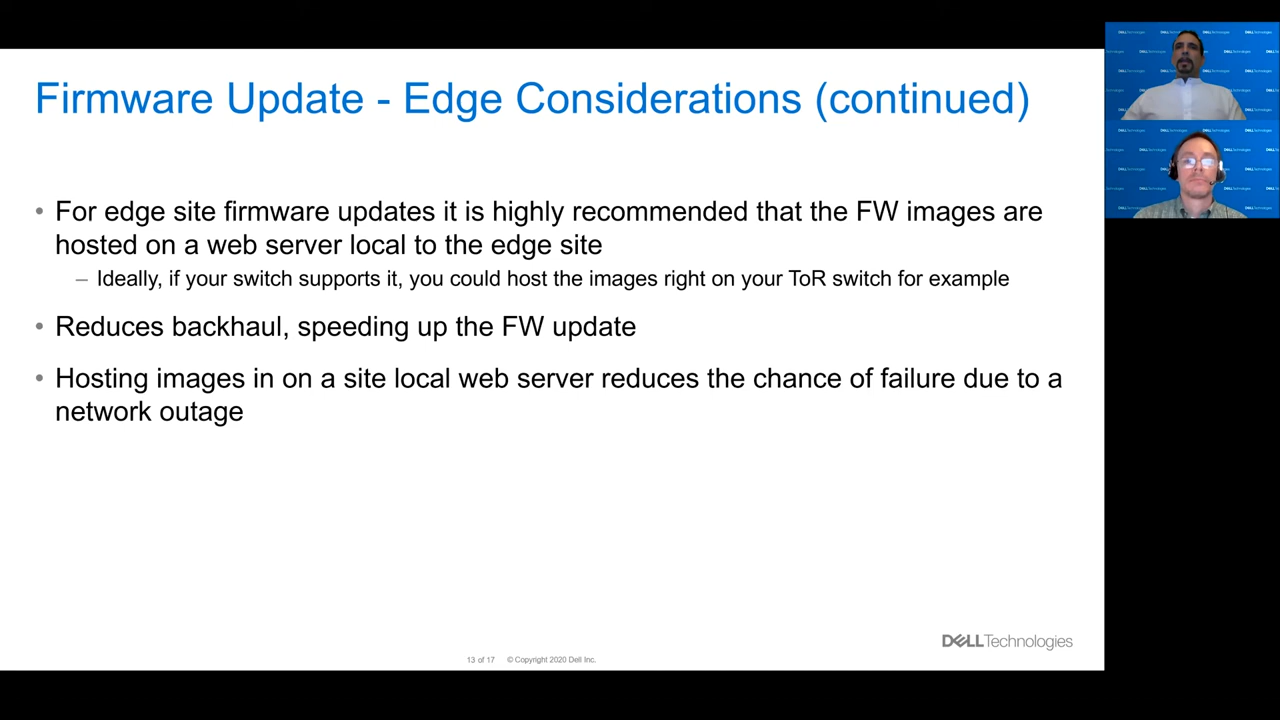 Firmware Update - Edge Considerations (continued)
• For edge site firmware updates it is highly recommended that the FW images are
hosted on a web server local to the edge site
– Ideally, if your switch supports it, you could host the images right on your ToR switch for example
• Reduces backhaul, speeding up the FW update
• Hosting images in on a site local web server reduces the chance of failure due to a
network outage
DELLTechnologies
13 of 17 © Copyright 2020 Dell Inc.